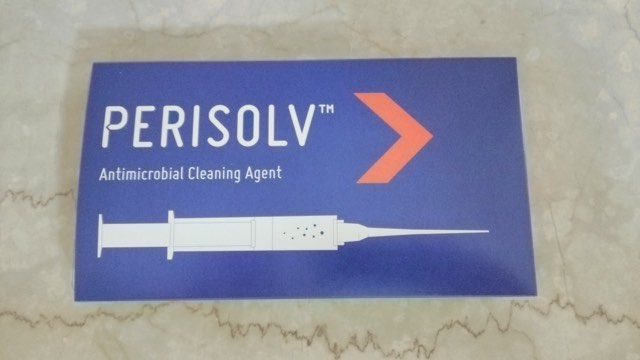 PERISOLV™
Antimicrobial Cleaning Agent